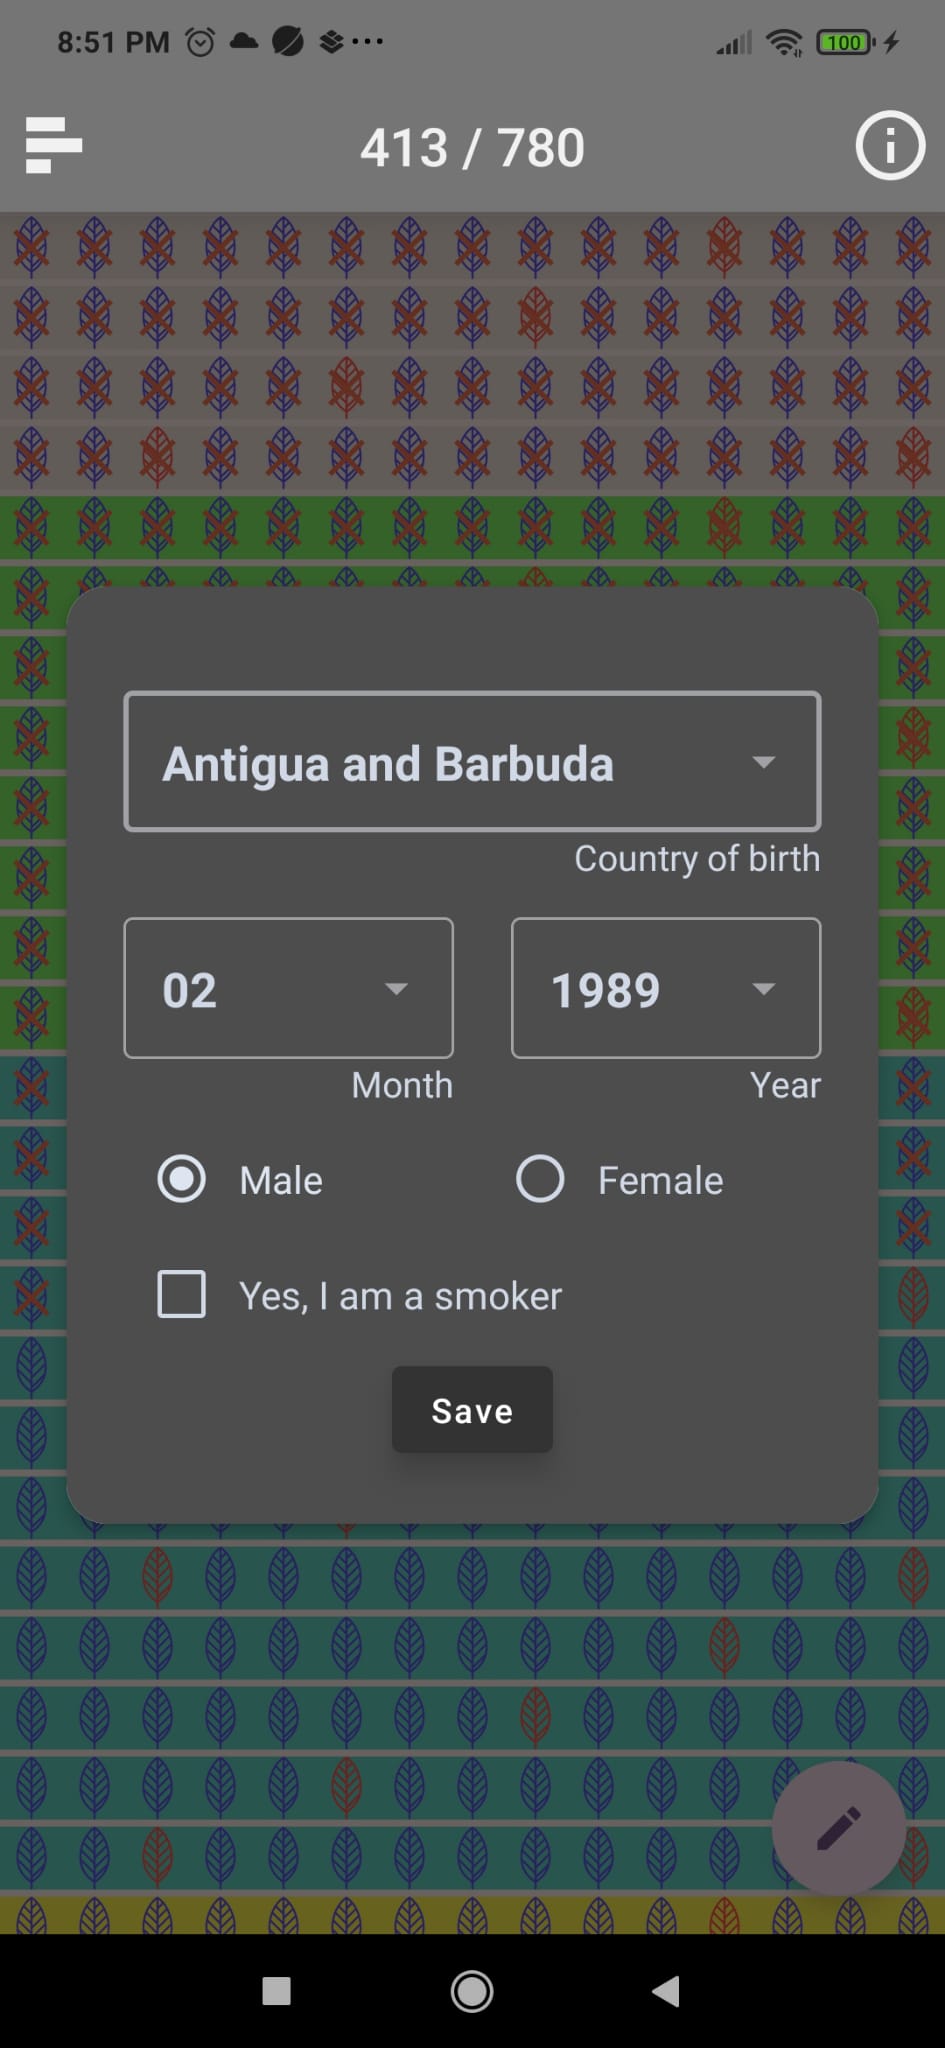 8:51 PM
100
413 / 780
Antigua and Barbuda
Country of birth
02
1989
Month
Year
Male
Female
Yes, I am a smoker
Save